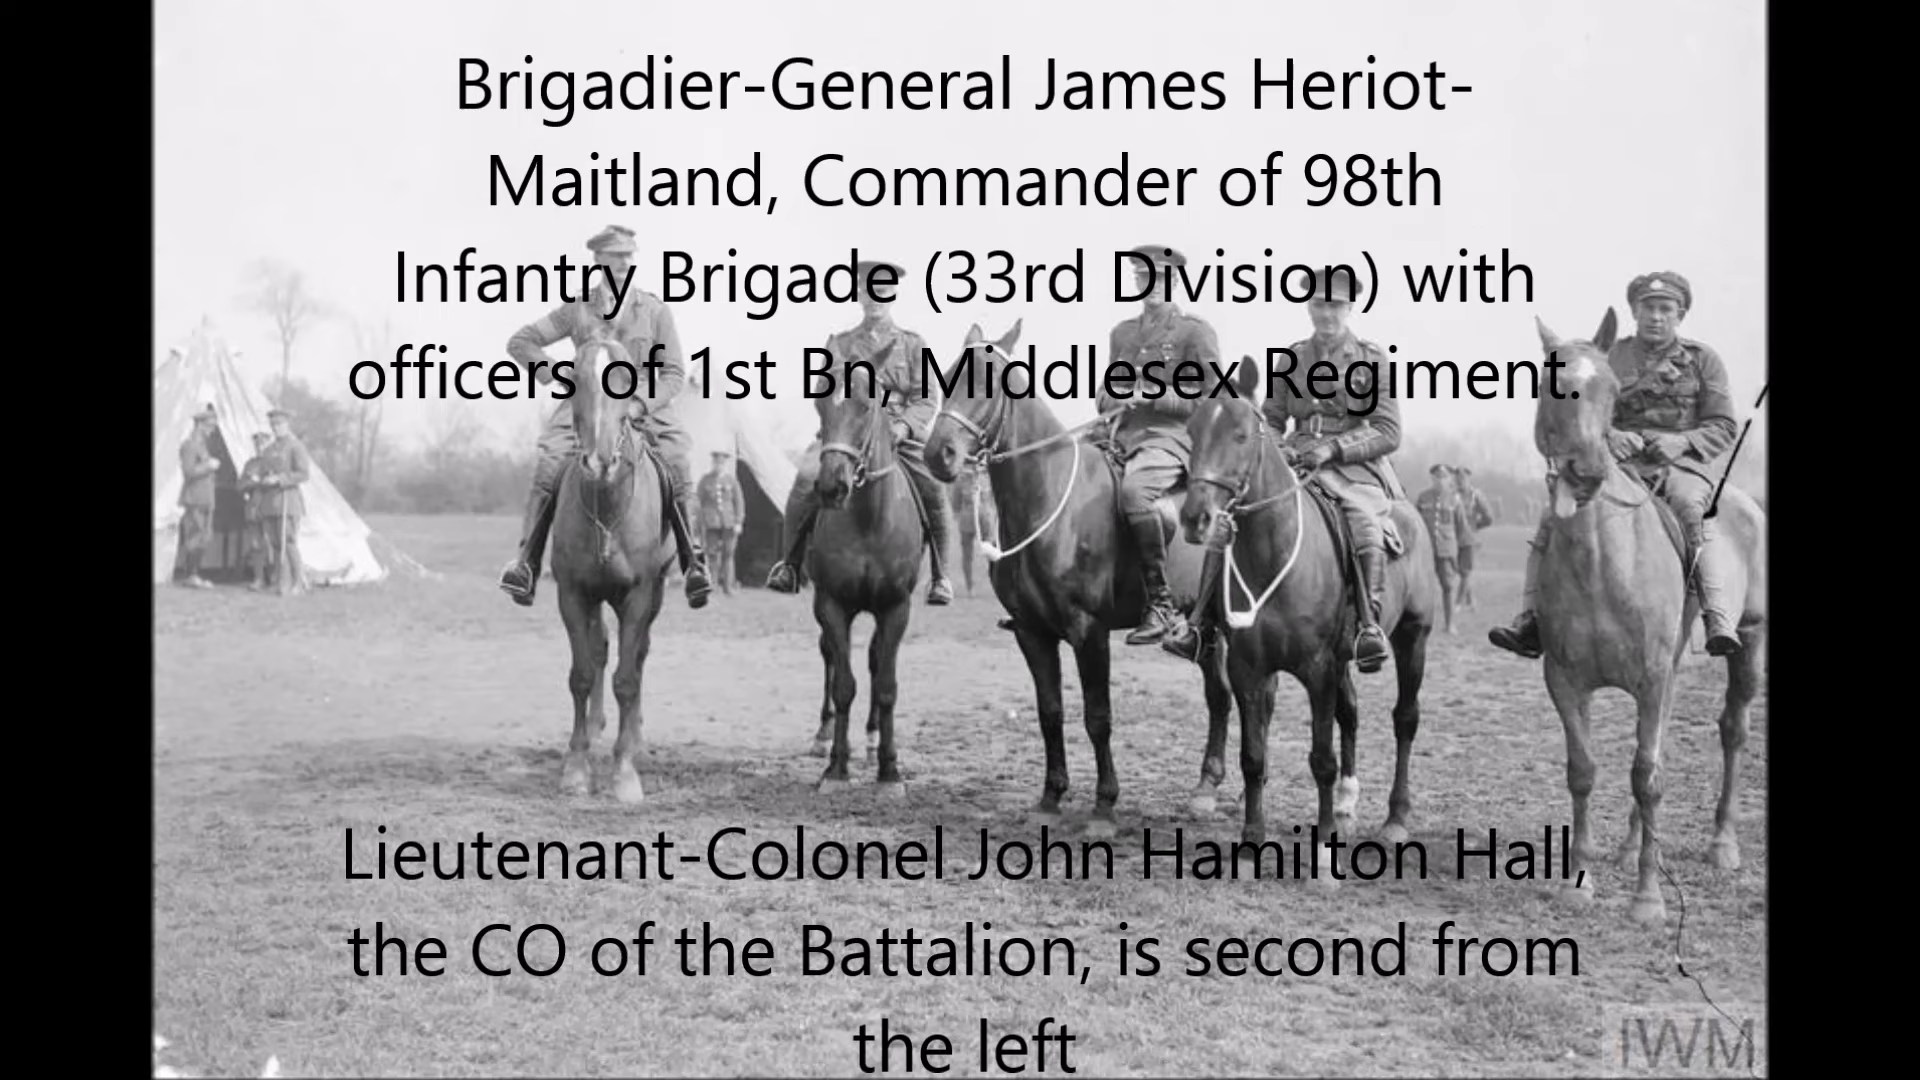 Brigadier-General James Heriot-
Maitland, Commander of 98th
Infantry Brigade (33rd Division) with
officers of 1st Bn, Middlesex Regiment.
Lieutenant-Colonel John Hamilton Hall,
the CO of the Battalion, is second from
the left
IWM